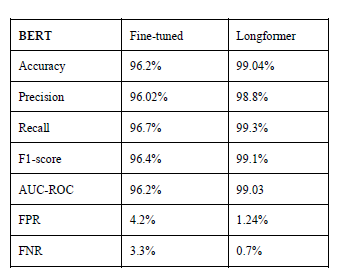 BERT Fine-tuned Longformer
Accuracy 96.2% 99.04%
Precision 96.02% 98.8%
Recall 96.7% 99.3%
F1-score 96.4% 99.1%
AUC-ROC 96.2% 99.03
FPR 4.2% 1.24%
FNR 3.3% 0.7%